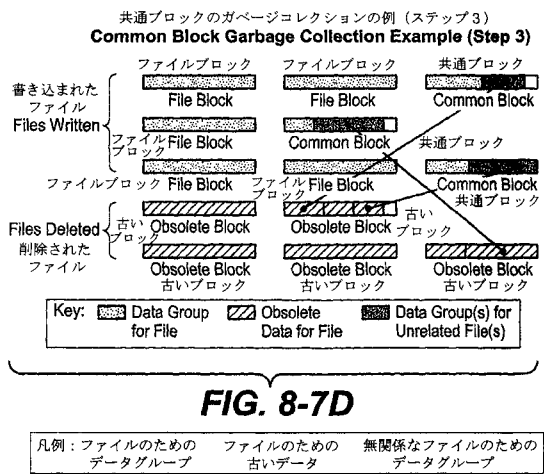 共通ブロックのガベージコレクションの例（ステップ３）
Common Block Garbage Collection Example (Step 3)
ファイルブロック
ファイルブロック
共通ブロック
書き込まれた
ファイル
Files Written
File Block
File Block
Common Block
ファイル
ブロック
File Block
Common Block
共通ブロック
ファイルブロック
File Block
ファイル
ブロック
File Block
Common Block
共通ブロック
Files Deleted
削除された
ファイル
古い
ブロック
Obsolete Block
Obsolete Block
古い
ブロック
Obsolete Block
古いブロック
Obsolete Block
古いブロック
Obsolete Block
古いブロック
Key:
Data Group
for File
Obsolete
Data for File
Data Group(s) for
Unrelated File(s)
FIG. 8-7D
凡例：ファイルのための
データグループ
ファイルのための
古いデータ
無関係なファイルのための
データグループ